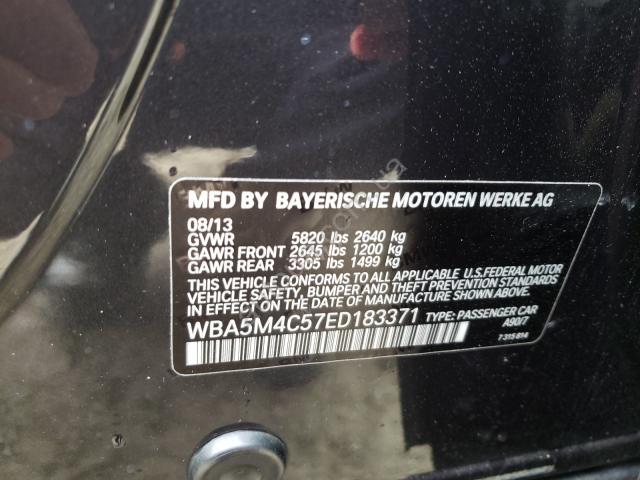 MFD BY BAYERISCHE MOTOREN WERKE AG
08/13
GVWR 5820 lbs 2640 kg
GAWR FRONT 2645 lbs 1200 kg
GAWR REAR 3305 lbs 1499 kg
THIS VEHICLE CONFORMS TO ALL APPLICABLE U.S.FEDERAL MOTOR
VEHICLE SAFETY, BUMPER, AND THEFT PREVENTION STANDARDS
IN EFFECT ON THE DATE OF MANUFACTURE SHOWN ABOVE.
WBA5M4C57ED183371 TYPE: PASSENGER CAR
A90/7
7 315 814